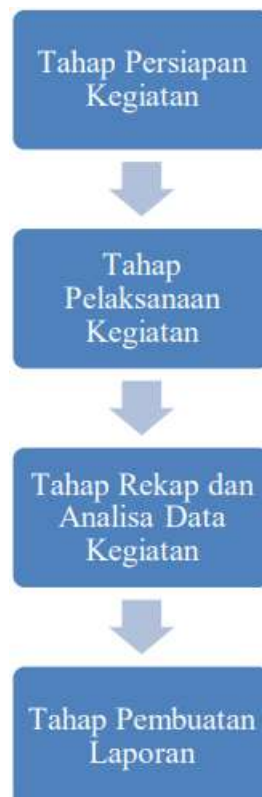 Tahap Persiapan
Kegiatan
Tahap
Pelaksanaan
Kegiatan
Tahap Rekap dan
Analisa Data
Kegiatan
Tahap Pembuatan
Laporan